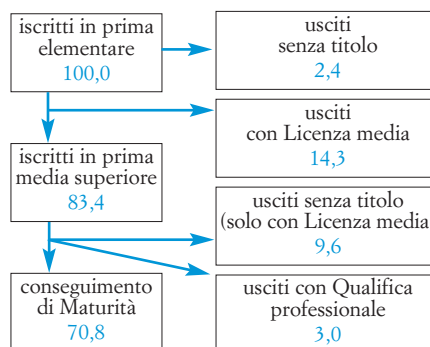 iscritti in prima
elementare
100,0
usciti
senza titolo
2,4
usciti
con Licenza media
14,3
iscritti in prima
media superiore
83,4
usciti senza titolo
(solo con Licenza media
9,6
conseguimento
di Maturità
70,8
usciti con Qualifica
professionale
3,0